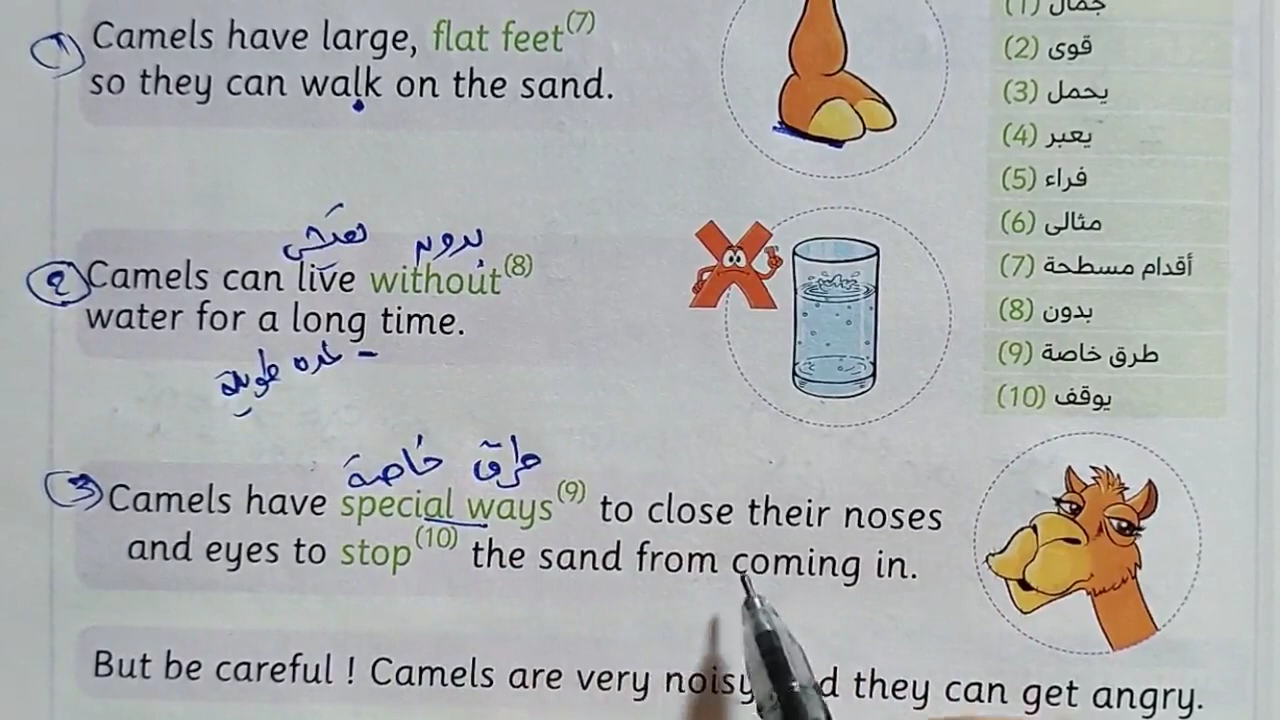 Camels have large, flat feet(7)
so they can walk on the sand.
تعيش بدون
Camels can live without(8)
water for a long time.
طويلة
طرق خاصة
Camels have special ways(9) to close their noses
and eyes to stop(10) the sand from coming in.
But be careful ! Camels are very noisy d they can get angry.
(1) جمال
(2) قوى
(3) يحمل
(4) يعبر
(5) فراء
(6) مثالى
(7) أقدام مسطحة
(8) بدون
(9) طرق خاصة
(10) يوقف